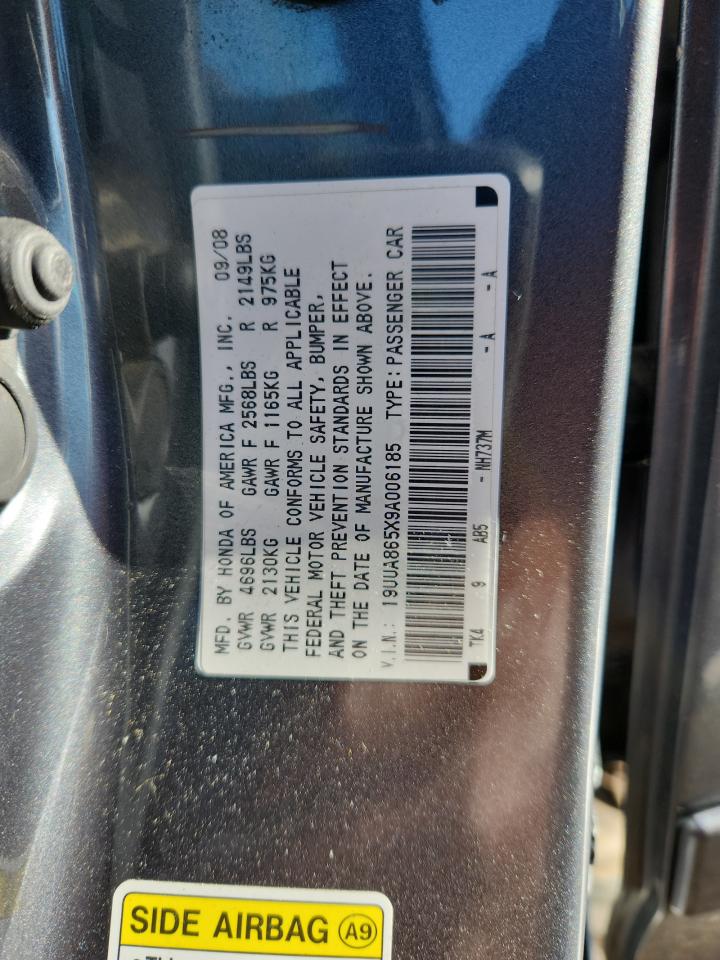 MFD. BY HONDA OF AMERICA MFG., INC. 09/08
GVWR 4696LBS GAWR F 2568LBS R 2149LBS
GVWR 2130KG GAWR F 1165KG R 975KG
THIS VEHICLE CONFORMS TO ALL APPLICABLE
FEDERAL MOTOR VEHICLE SAFETY, BUMPER,
AND THEFT PREVENTION STANDARDS IN EFFECT
ON THE DATE OF MANUFACTURE SHOWN ABOVE.
V.I.N.: 19UUA865X9A006185 TYPE: PASSENGER CAR
TK4 9 AB5 - NH737M - A - A
SIDE AIRBAG A9